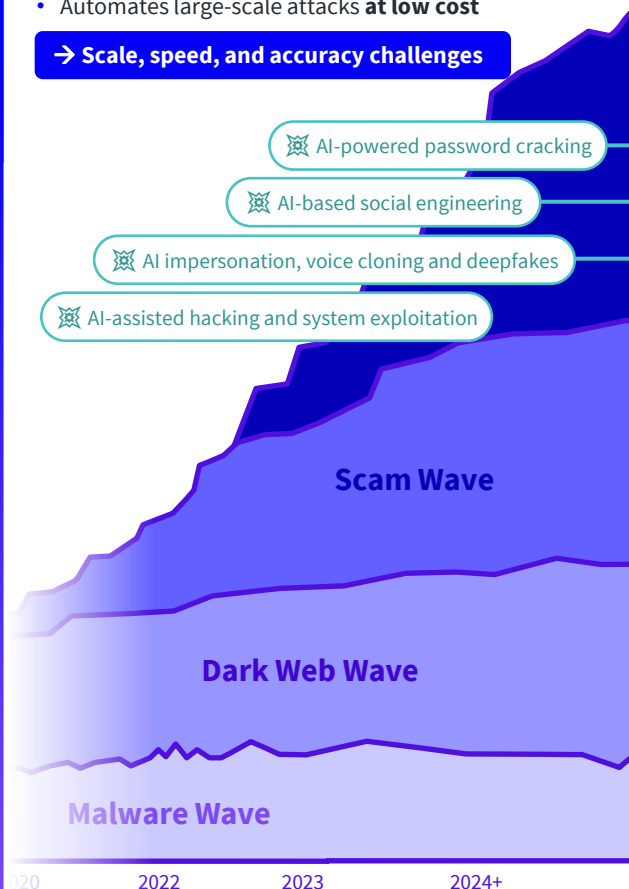 • Automates large-scale attacks at low cost
→ Scale, speed, and accuracy challenges
AI-powered password cracking
AI-based social engineering
AI impersonation, voice cloning and deepfakes
AI-assisted hacking and system exploitation
Scam Wave
Dark Web Wave
Malware Wave
020 2022 2023 2024+